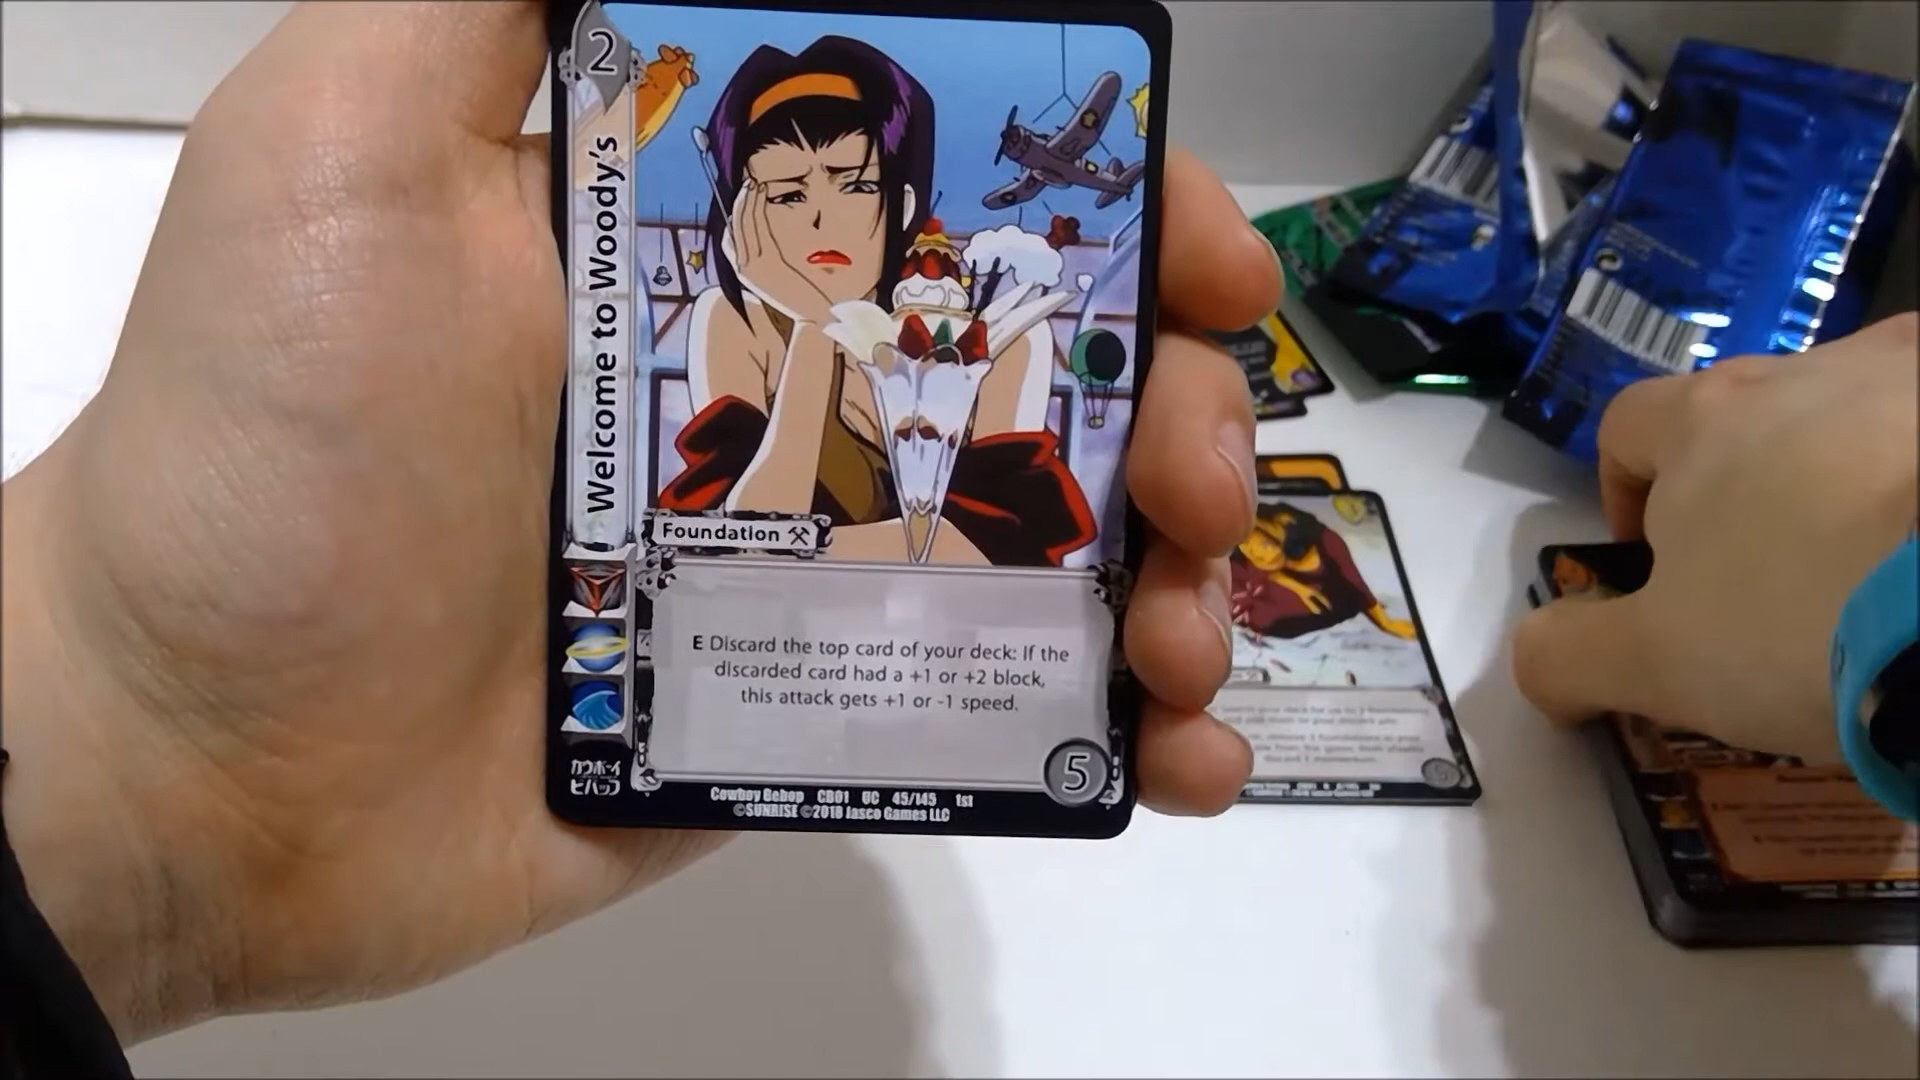 2
Welcome to Woody's
Foundation
E Discard the top card of your deck: If the
discarded card had a +1 or +2 block,
this attack gets +1 or -1 speed.
5
カウボーイ
ビバップ
Cowboy Bebop CB01 UC 45/145 1st
©SUNRISE ©2018 Jasco Games LLC